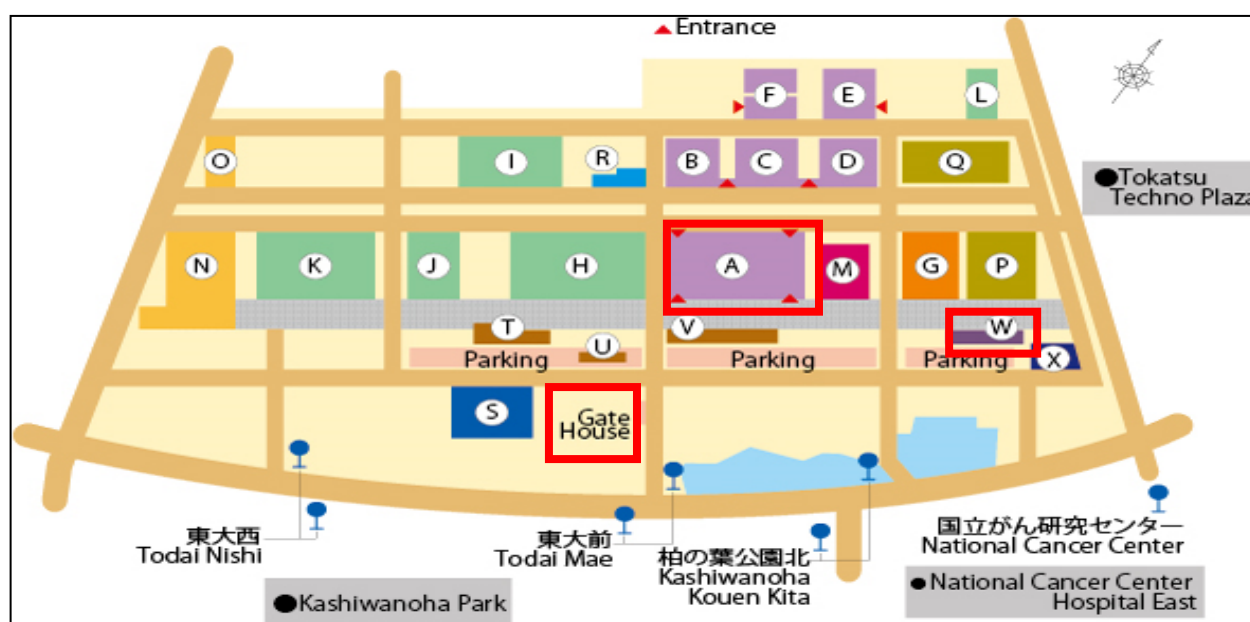 Entrance
F
E
L
O
I
R
B
C
D
Q
●Tokatsu
Techno Plaza
N
K
J
H
A
M
G
P
T
U
V
W
X
Parking
Parking
Parking
S
Gate
House
東大西
Todai Nishi
東大前
Todai Mae
柏の葉公園北
Kashiwanoha
Kouen Kita
国立がん研究センター
National Cancer Center
●Kashiwanoha Park
●National Cancer Center
Hospital East